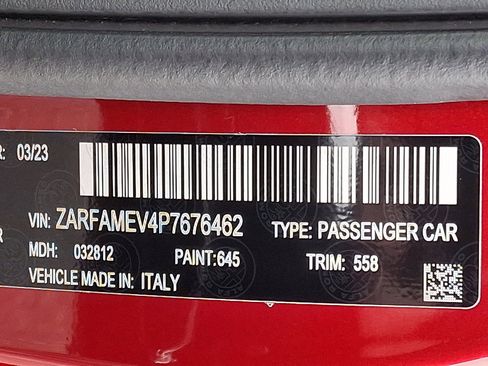 R: 03/23
VIN: ZARFAMEV4P7676462 TYPE: PASSENGER CAR
R MDH: 032812 PAINT:645 TRIM: 558
VEHICLE MADE IN: ITALY